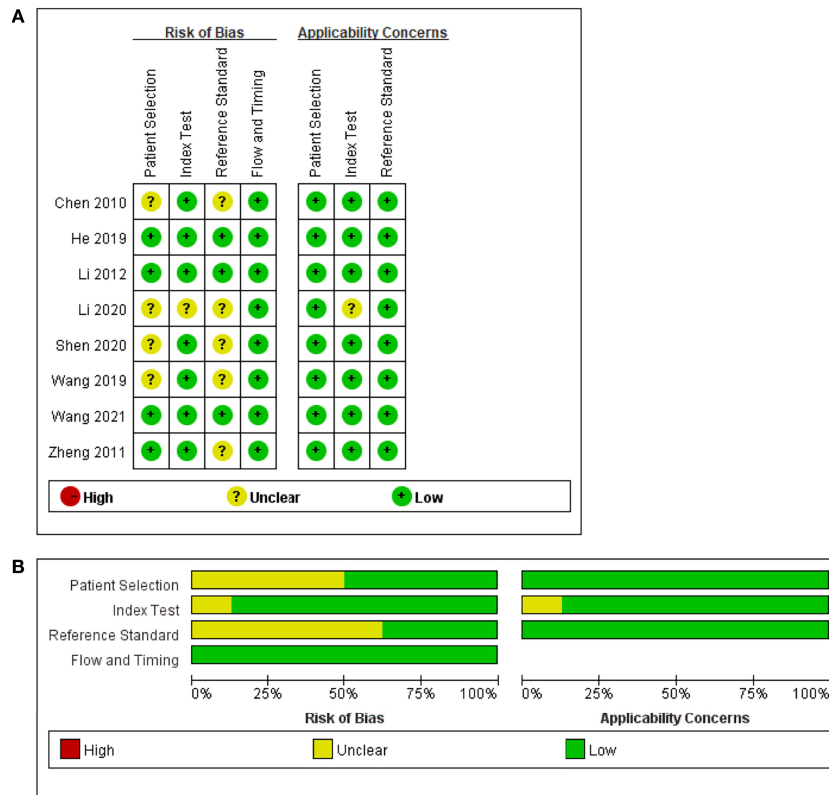 A
Risk of Bias Applicability Concerns
Patient Selection
Index Test
Reference Standard
Flow and Timing
Patient Selection
Index Test
Reference Standard
Chen 2010 ? + ? + + + +
He 2019 + + + + + + +
Li 2012 + + + + + + +
Li 2020 ? ? ? + + ? +
Shen 2020 ? + ? + + + +
Wang 2019 ? + ? + + + +
Wang 2021 + + + + + + +
Zheng 2011 + + ? + + + +
- High ? Unclear + Low
B
Patient Selection
Index Test
Reference Standard
Flow and Timing
0% 25% 50% 75% 100% 0% 25% 50% 75% 100%
Risk of Bias Applicability Concerns
High Unclear Low